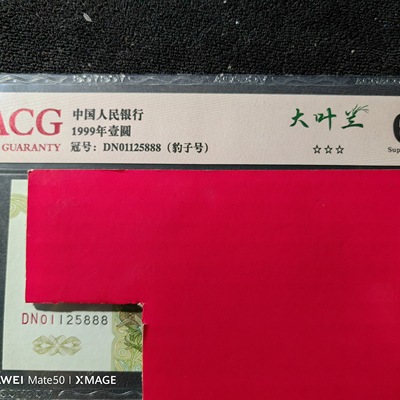 ACG
GUARANTY
中国人民银行
1999年壹圆
冠号：DN01125888（豹子号）
大叶兰
☆☆☆
DN01125888
Mate50 | XMAGE